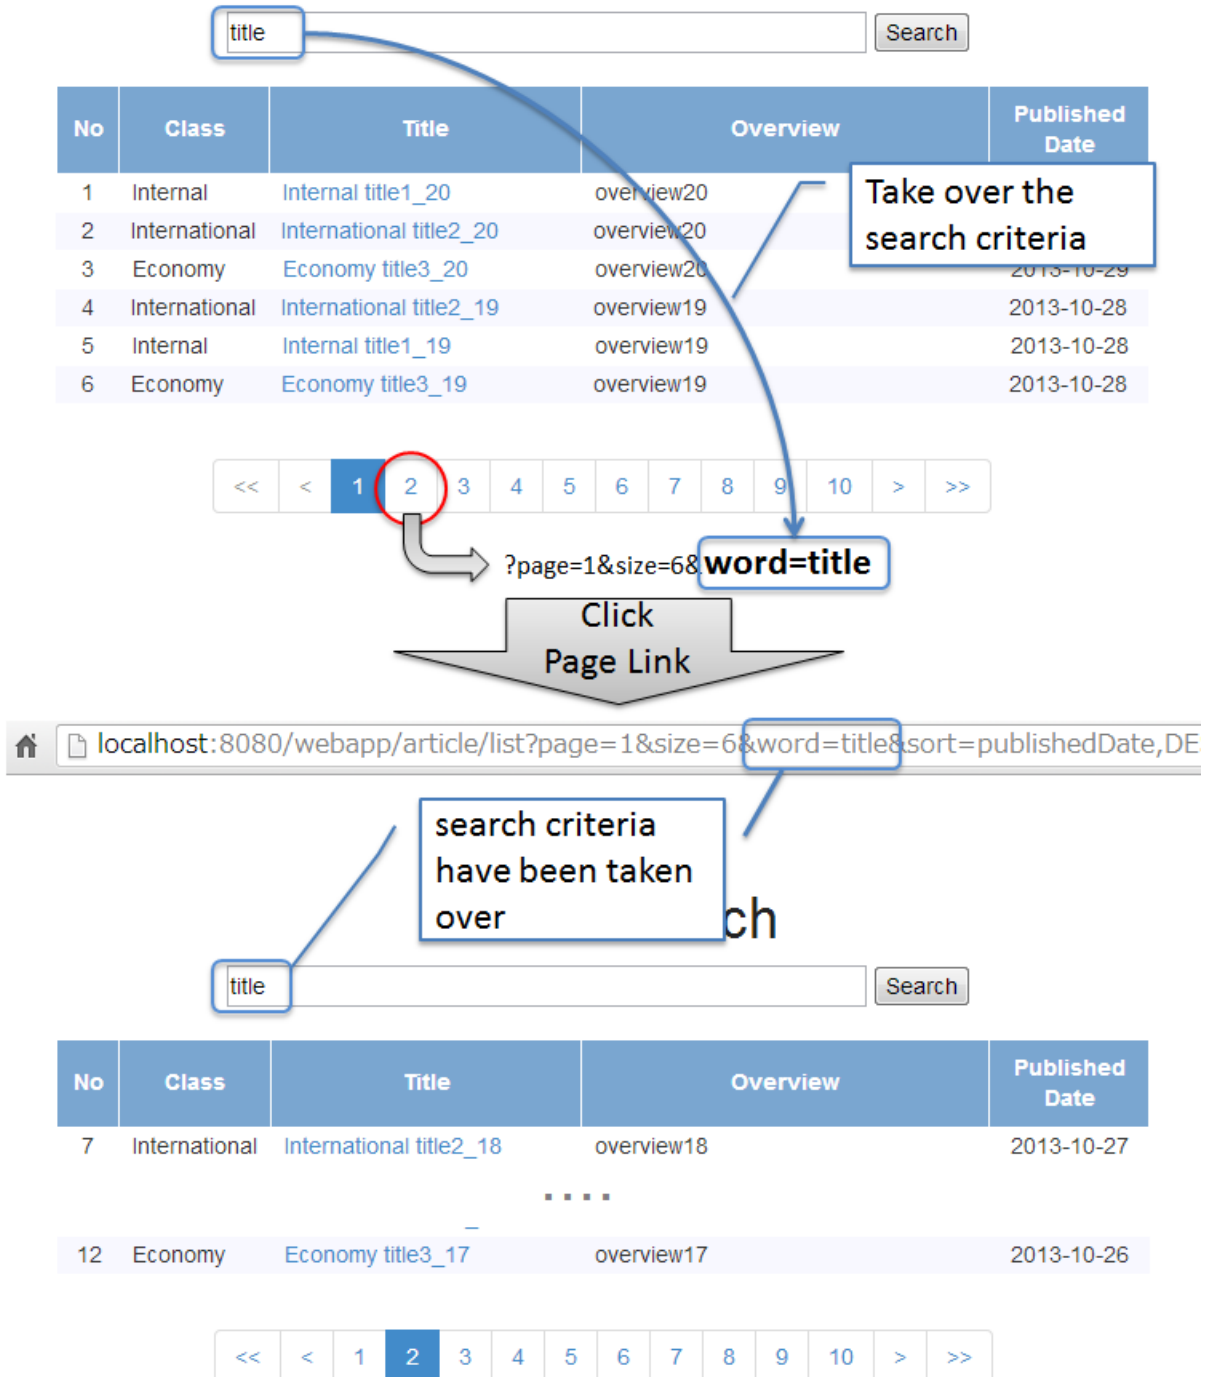 title Search
No Class Title Overview Published
Date
1 Internal Internal title1_20 overview20
Take over the
search criteria
2 International International title2_20 overview20
3 Economy Economy title3_20 overview20 2013-10-29
4 International International title2_19 overview19 2013-10-28
5 Internal Internal title1_19 overview19 2013-10-28
6 Economy Economy title3_19 overview19 2013-10-28
<< < 1 2 3 4 5 6 7 8 9 10 > >>
?page=1&size=6&word=title
Click
Page Link
localhost:8080/webapp/article/list?page=1&size=6&word=title&sort=publishedDate,DE
search criteria
have been taken
over
ch
title Search
No Class Title Overview Published
Date
7 International International title2_18 overview18 2013-10-27
....
12 Economy Economy title3_17 overview17 2013-10-26
<< < 1 2 3 4 5 6 7 8 9 10 > >>